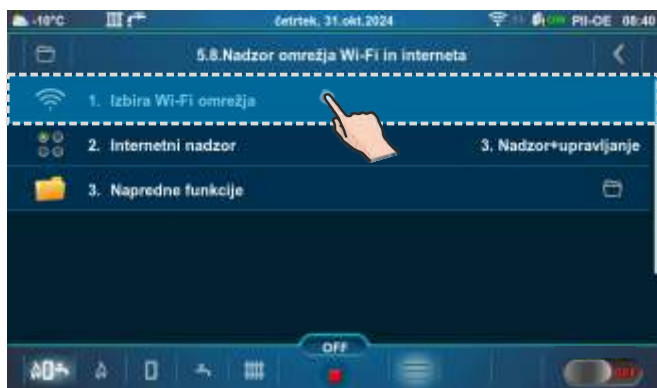 -10°C četrtek, 31.okt.2024 PII-OE 08:40
5.8.Nadzor omrežja Wi-Fi in interneta
1. Izbira Wi-Fi omrežja
2. Internetni nadzor 3. Nadzor+upravljanje
3. Napredne funkcije
OFF
OFF